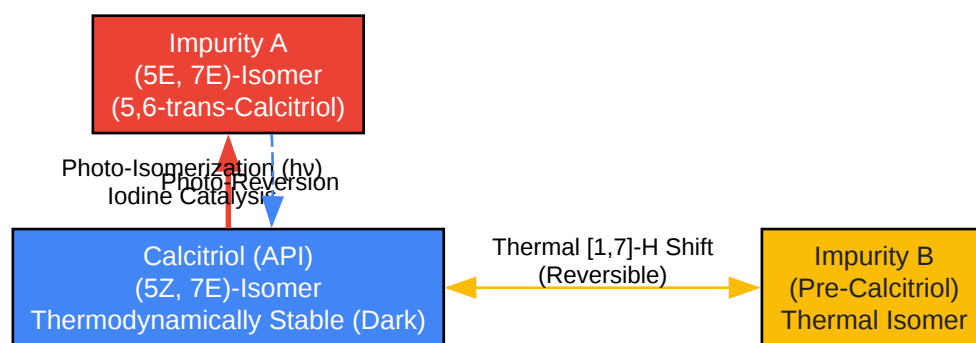 Impurity A
(5E, 7E)-Isomer
(5,6-trans-Calcitriol)
Photo-Isomerization (hν)
Iodine Catalysis
Photo-Reversion
Calcitriol (API)
(5Z, 7E)-Isomer
Thermodynamically Stable (Dark)
Thermal [1,7]-H Shift
(Reversible)
Impurity B
(Pre-Calcitriol)
Thermal Isomer